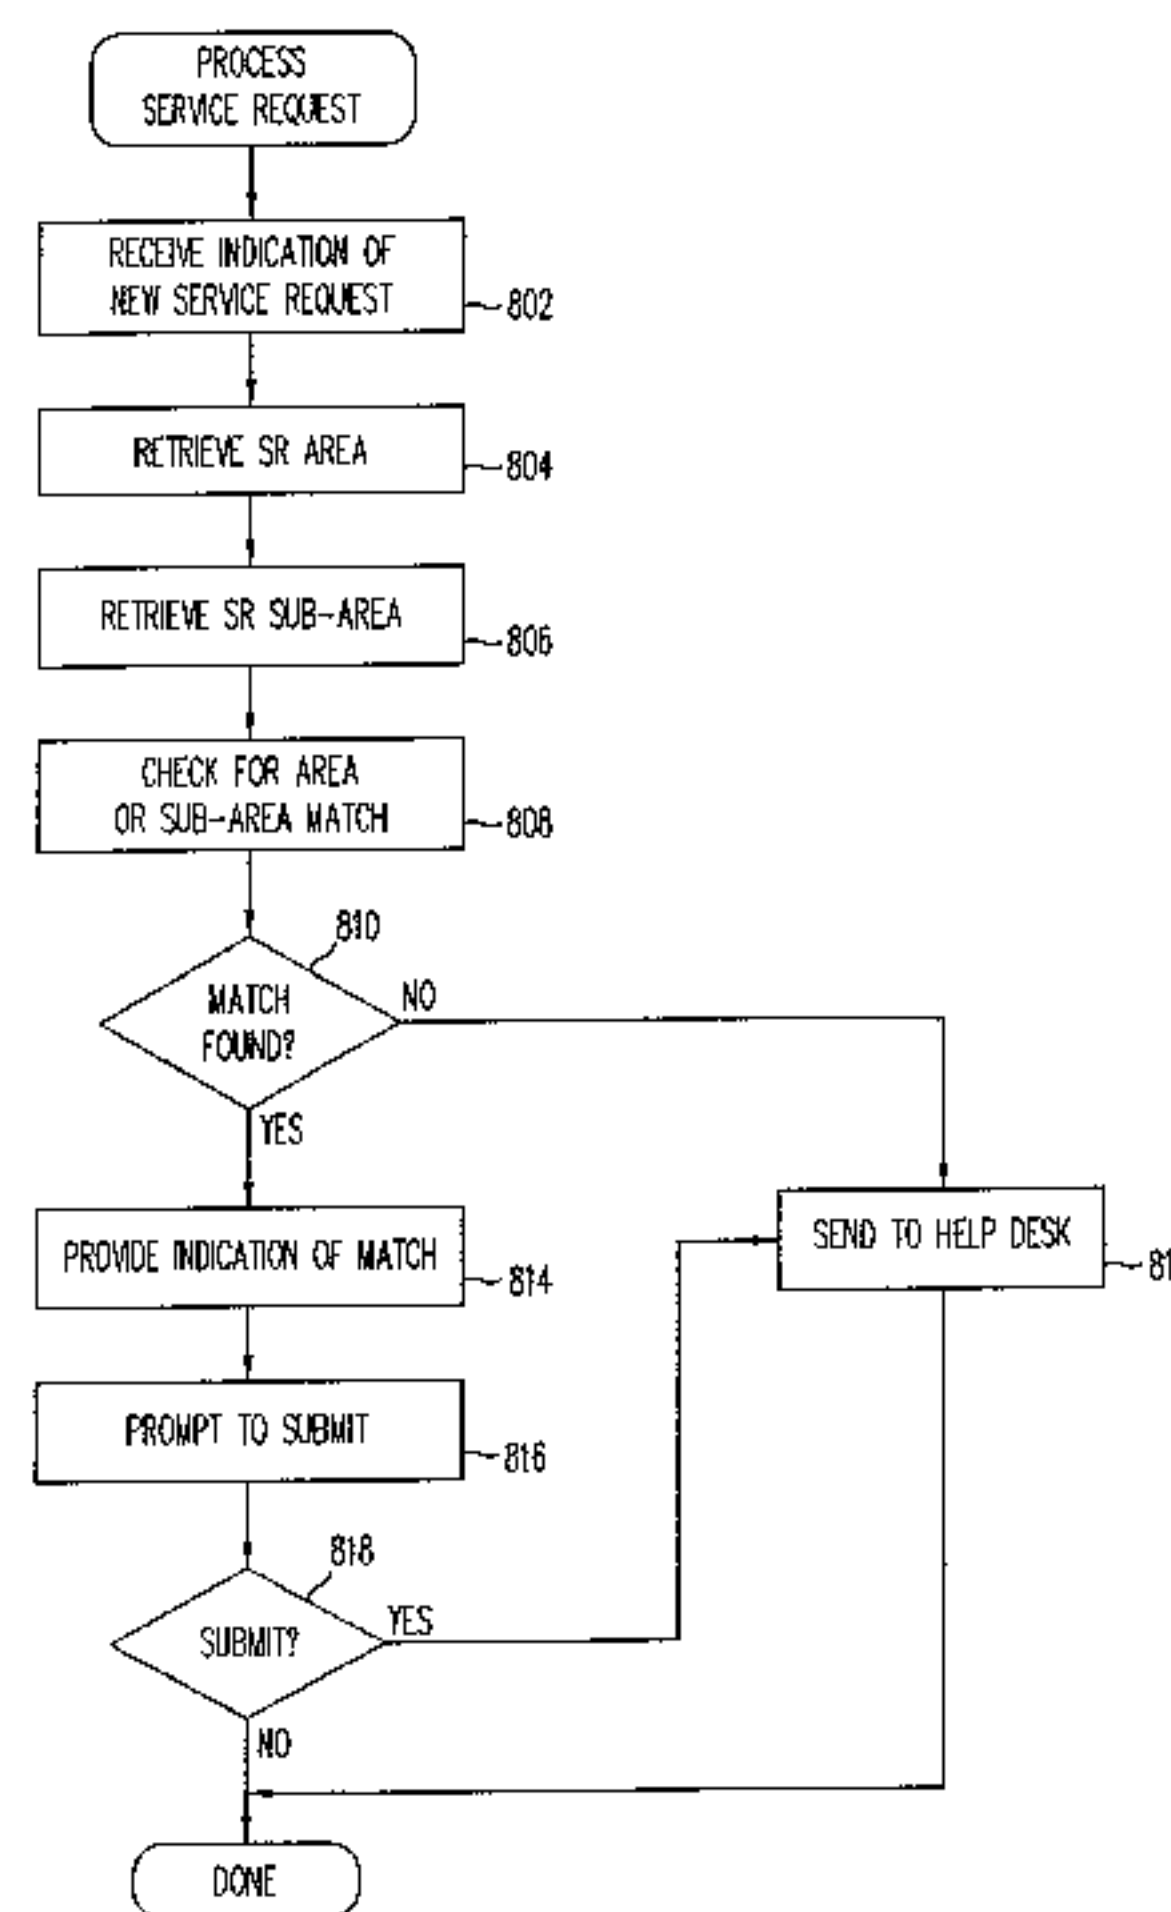 PROCESS
SERVICE REQUEST
RECEIVE INDICATION OF
NEW SERVICE REQUEST
802
RETRIEVE SR AREA
804
RETRIEVE SR SUB-AREA
806
CHECK FOR AREA
OR SUB-AREA MATCH
808
810
MATCH
FOUND?
NO
YES
PROVIDE INDICATION OF MATCH
814
SEND TO HELP DESK
PROMPT TO SUBMIT
816
818
SUBMIT?
YES
NO
DONE